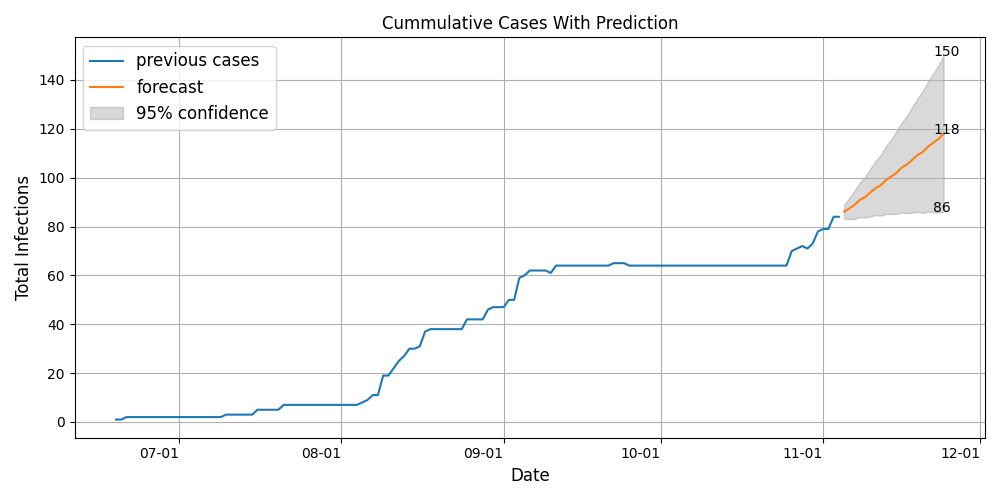 Cummulative Cases With Prediction
previous cases
forecast
95% confidence
150
118
86
140
120
100
80
60
40
20
0
Total Infections
07-01
08-01
09-01
10-01
11-01
12-01
Date